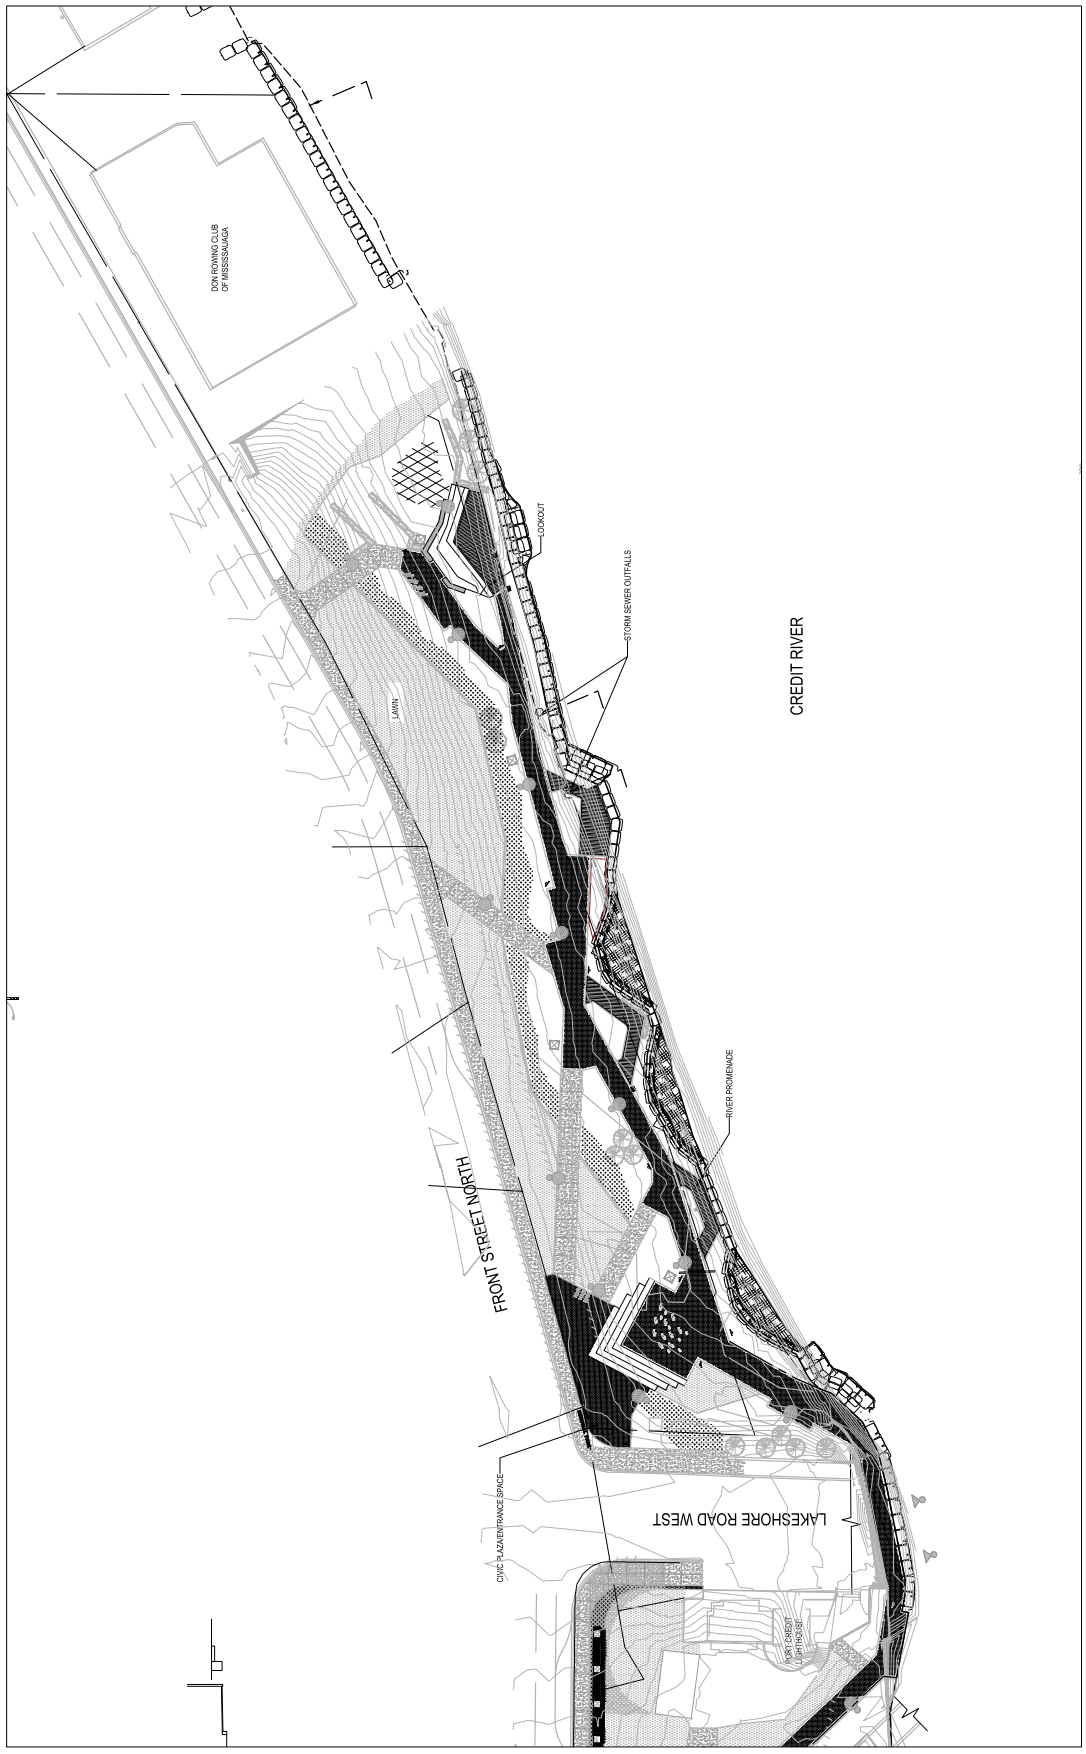 DON ROWING CLUB
OF MISSISSAUAGA
LOOKOUT
STORM SEWER OUTFALLS
CREDIT RIVER
LAWN
RIVER PROMENADE
FRONT STREET NORTH
CIVIC PLAZA/ENTRANCE SPACE
LAKESHORE ROAD WEST
PORT CREDIT
LIGHTHOUSE